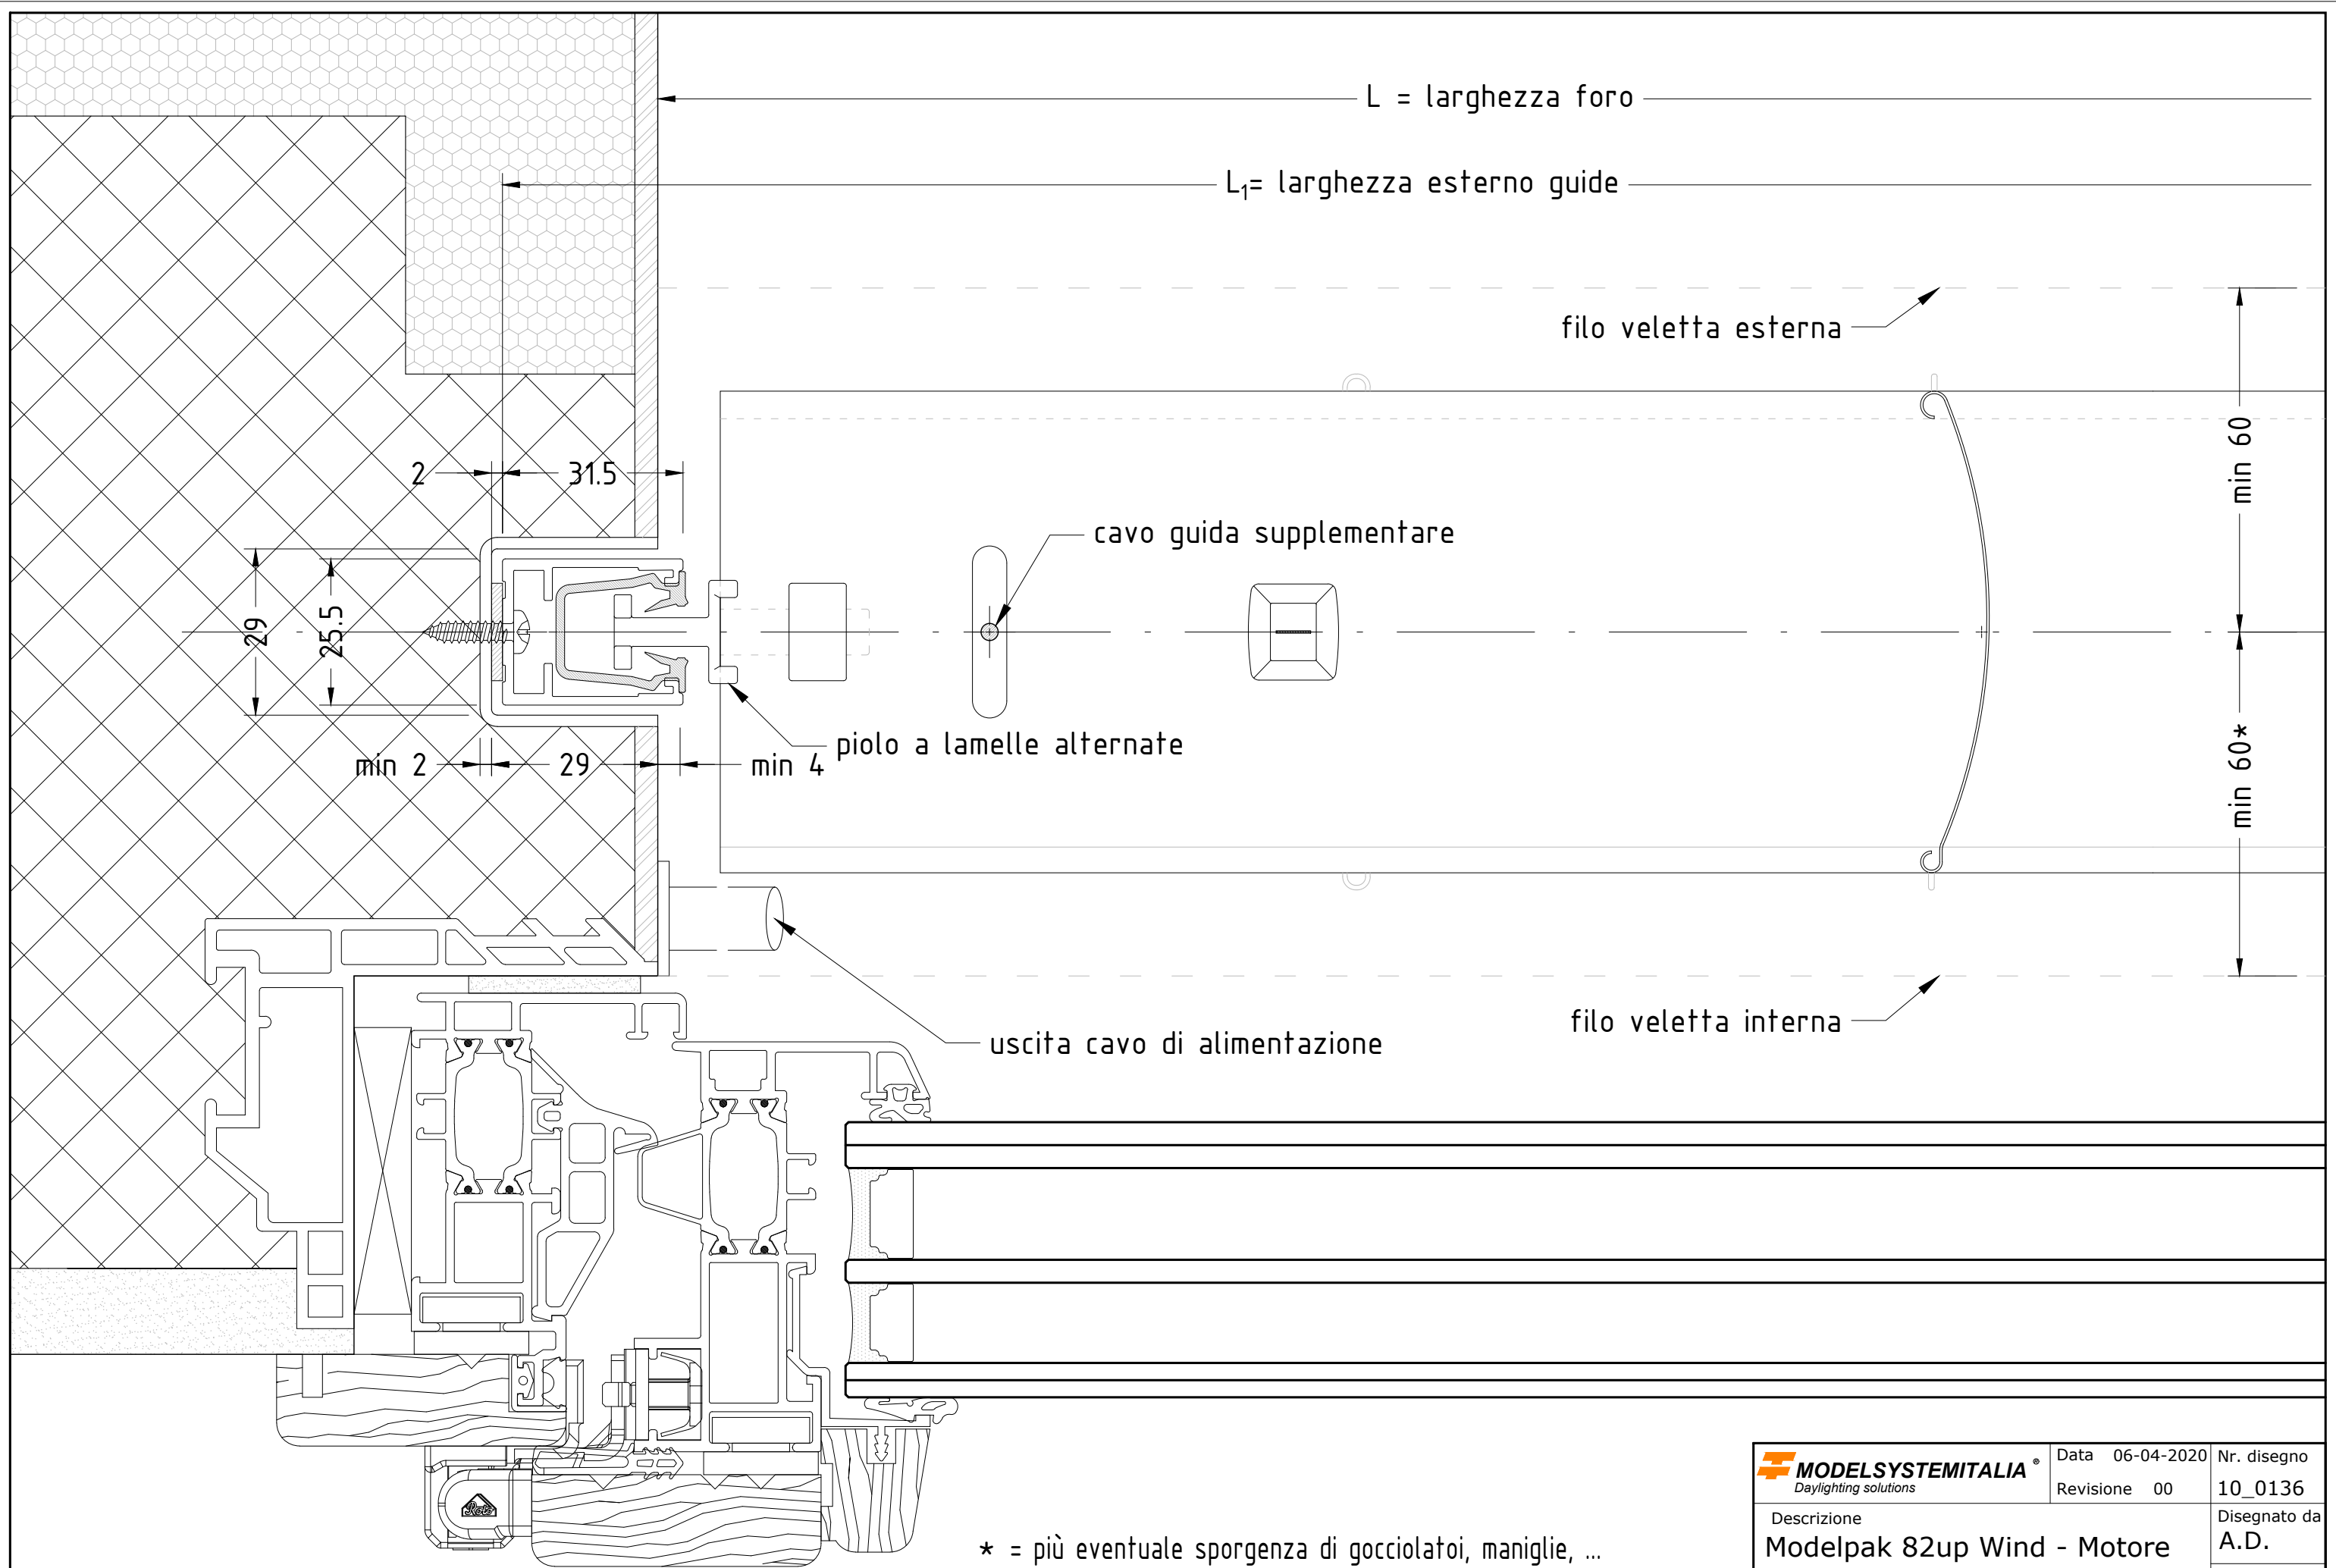 L = larghezza foro
L₁= larghezza esterno guide
filo veletta esterna
min 60
2
31.5
cavo guida supplementare
29
25.5
min 60*
piolo a lamelle alternate
min 2
29
min 4
filo veletta interna
uscita cavo di alimentazione
Roto
* = più eventuale sporgenza di gocciolatoi, maniglie, ...
MODELSYSTEMITALIA ®
Daylighting solutions
Data 06-04-2020
Revisione 00
Nr. disegno
10_0136
Descrizione
Modelpak 82up Wind - Motore
Disegnato da
A.D.